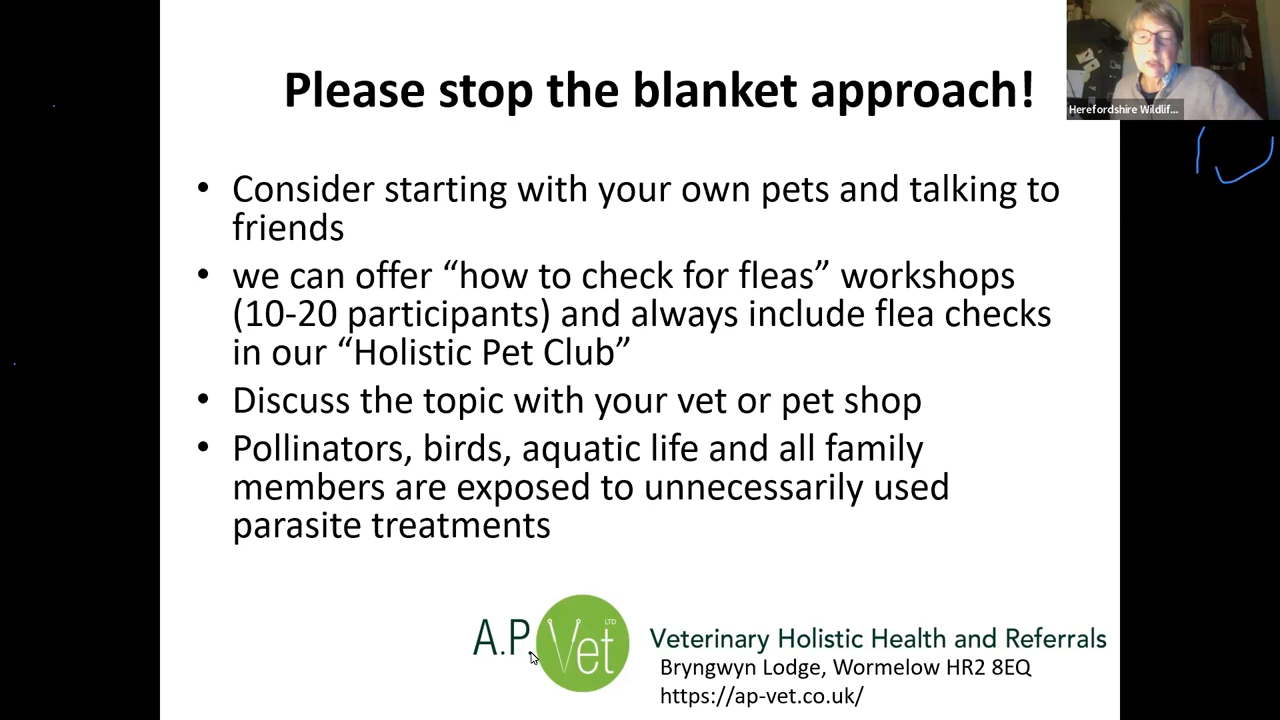 Please stop the blanket approach!
Herefordshire Wildlif...
• Consider starting with your own pets and talking to
friends
• we can offer “how to check for fleas” workshops
(10-20 participants) and always include flea checks
in our “Holistic Pet Club”
• Discuss the topic with your vet or pet shop
• Pollinators, birds, aquatic life and all family
members are exposed to unnecessarily used
parasite treatments
A.P. Vet LTD
Veterinary Holistic Health and Referrals
Bryngwyn Lodge, Wormelow HR2 8EQ
https://ap-vet.co.uk/